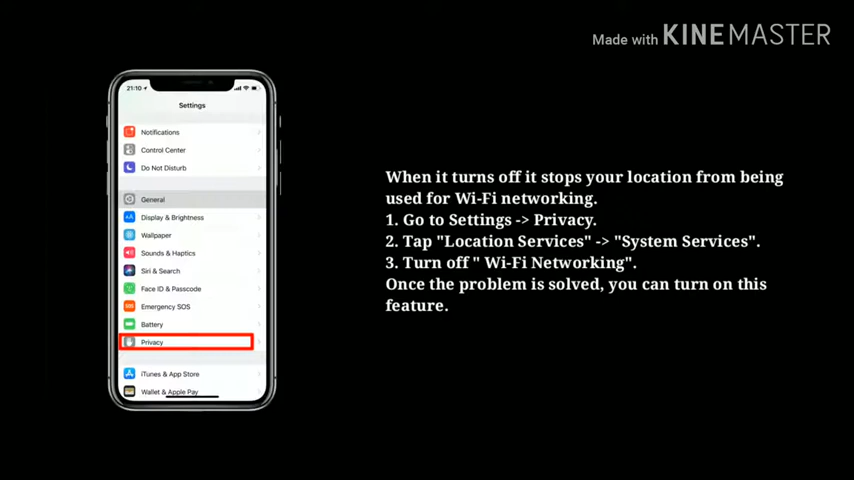 Made with KINEMASTER
21:10
Settings
Notifications
Control Center
Do Not Disturb
General
Display & Brightness
Wallpaper
Sounds & Haptics
Siri & Search
Face ID & Passcode
Emergency SOS
Battery
Privacy
iTunes & App Store
Wallet & Apple Pay
When it turns off it stops your location from being
used for Wi-Fi networking.
1. Go to Settings -> Privacy.
2. Tap "Location Services" -> "System Services".
3. Turn off " Wi-Fi Networking".
Once the problem is solved, you can turn on this
feature.